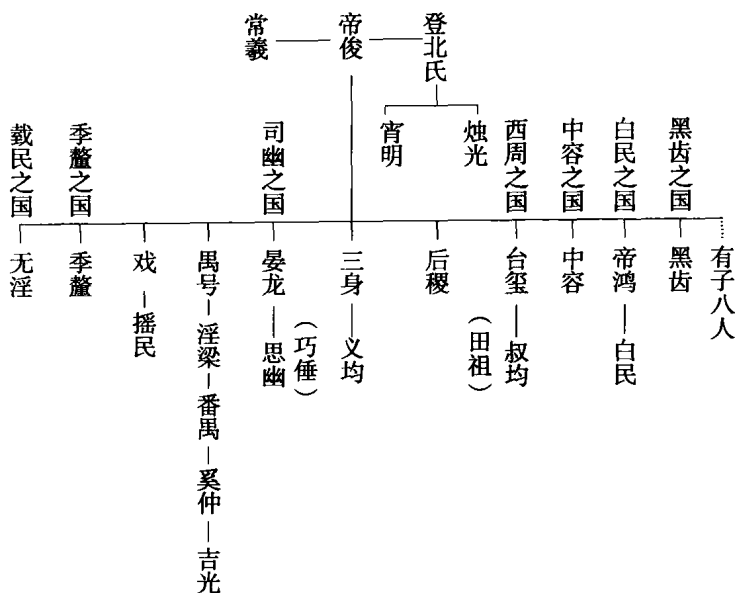 常羲
帝俊
登北氏
宵明
烛光
载民之国
季釐之国
司幽之国
西周之国
中容之国
白民之国
黑齿之国
无淫
季釐
戏
摇民
禺号
淫梁
番禺
奚仲
吉光
晏龙
思幽
三身
义均
（巧倕）
后稷
台玺
叔均
（田祖）
中容
帝鸿
白民
黑齿
有子八人